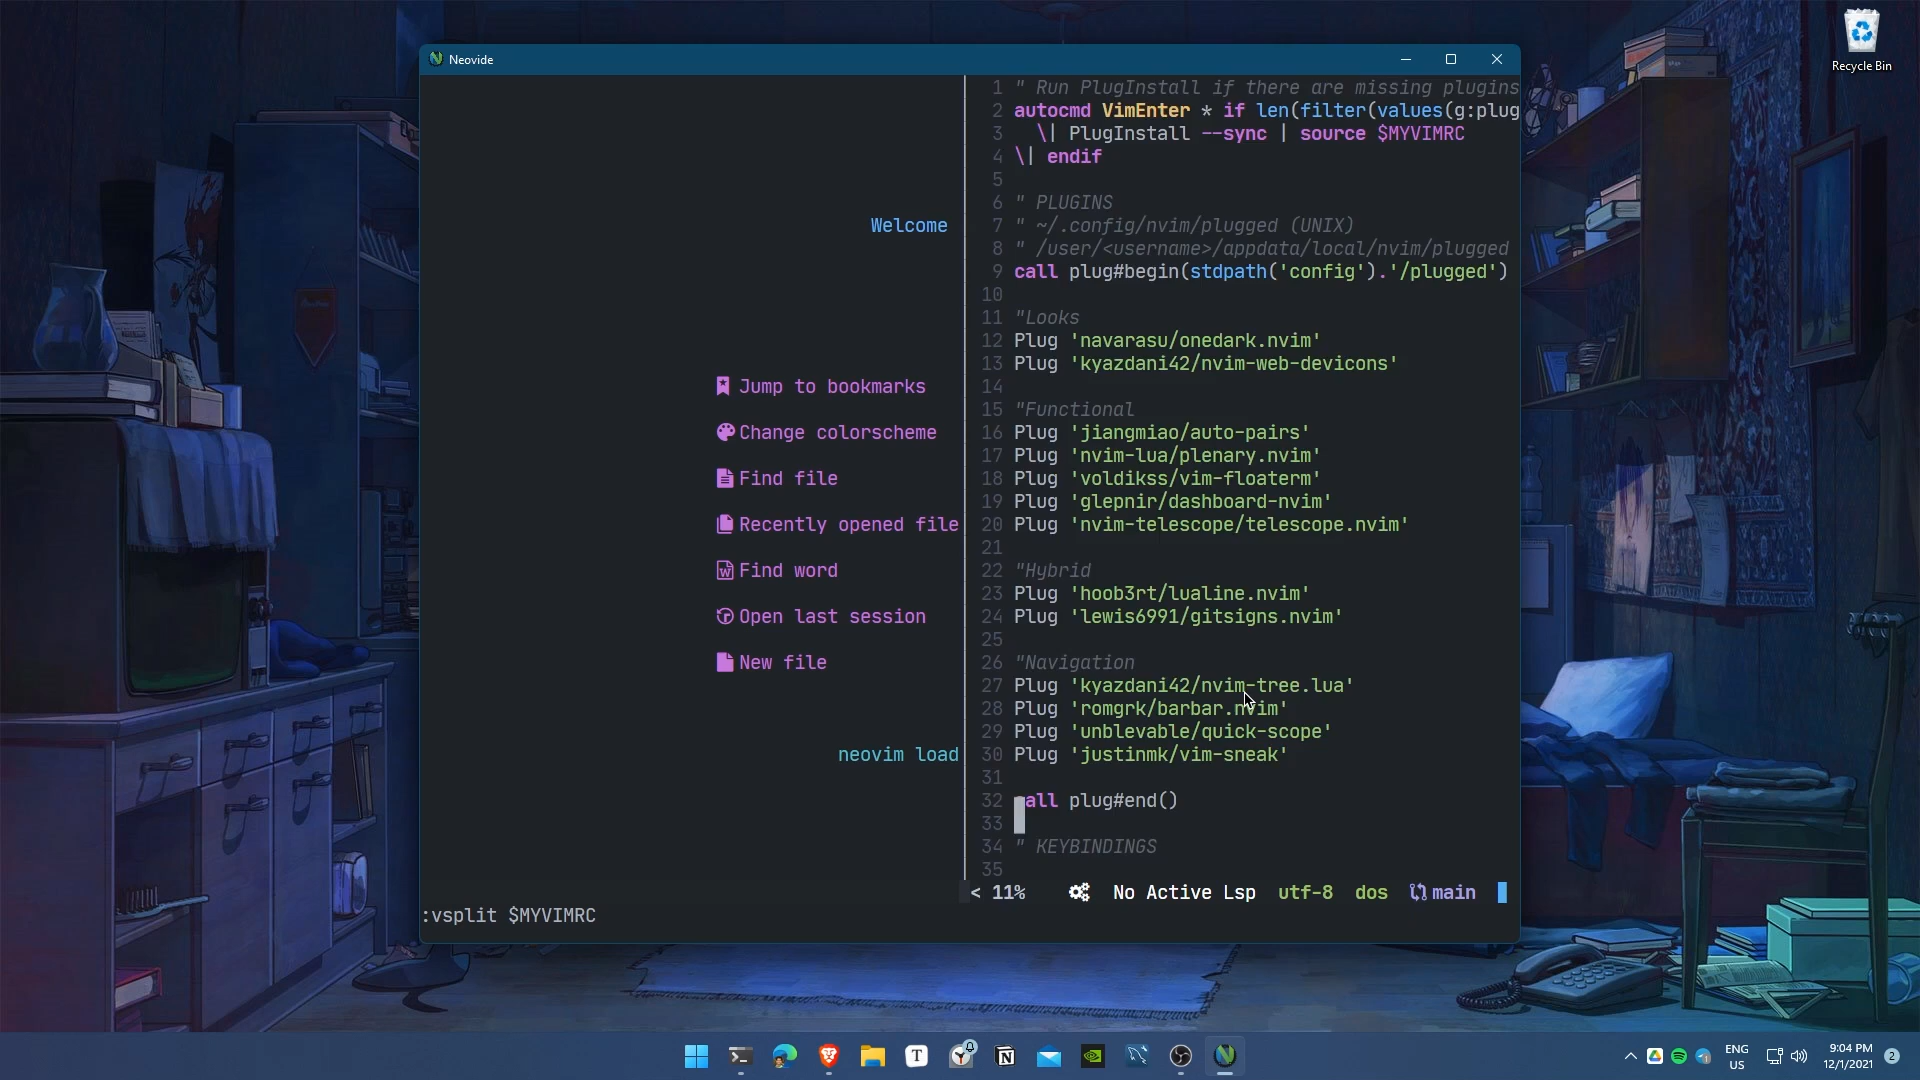 Recycle Bin
Neovide
Welcome
Jump to bookmarks
Change colorscheme
Find file
Recently opened file
Find word
Open last session
New file
neovim load
1 " Run PlugInstall if there are missing plugins
2 autocmd VimEnter * if len(filter(values(g:plug
3 \| PlugInstall --sync | source $MYVIMRC
4 \| endif
5
6 " PLUGINS
7 " ~/.config/nvim/plugged (UNIX)
8 " /user/<username>/appdata/local/nvim/plugged
9 call plug#begin(stdpath('config').'/plugged')
10
11 "Looks
12 Plug 'navarasu/onedark.nvim'
13 Plug 'kyazdani42/nvim-web-devicons'
14
15 "Functional
16 Plug 'jiangmiao/auto-pairs'
17 Plug 'nvim-lua/plenary.nvim'
18 Plug 'voldikss/vim-floaterm'
19 Plug 'glepnir/dashboard-nvim'
20 Plug 'nvim-telescope/telescope.nvim'
21
22 "Hybrid
23 Plug 'hoob3rt/lualine.nvim'
24 Plug 'lewis6991/gitsigns.nvim'
25
26 "Navigation
27 Plug 'kyazdani42/nvim-tree.lua'
28 Plug 'romgrk/barbar.nvim'
29 Plug 'unblevable/quick-scope'
30 Plug 'justinmk/vim-sneak'
31
32 call plug#end()
33
34 " KEYBINDINGS
35
< 11% No Active Lsp utf-8 dos main
:vsplit $MYVIMRC
ENG
US
9:04 PM
12/1/2021
2